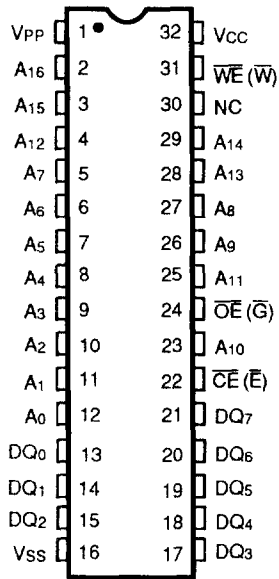 VPP 1 32 VCC
A16 2 31 W̅E̅ (W̅)
A15 3 30 NC
A12 4 29 A14
A7 5 28 A13
A6 6 27 A8
A5 7 26 A9
A4 8 25 A11
A3 9 24 O̅E̅ (G̅)
A2 10 23 A10
A1 11 22 C̅E̅ (E̅)
A0 12 21 DQ7
DQ0 13 20 DQ6
DQ1 14 19 DQ5
DQ2 15 18 DQ4
VSS 16 17 DQ3